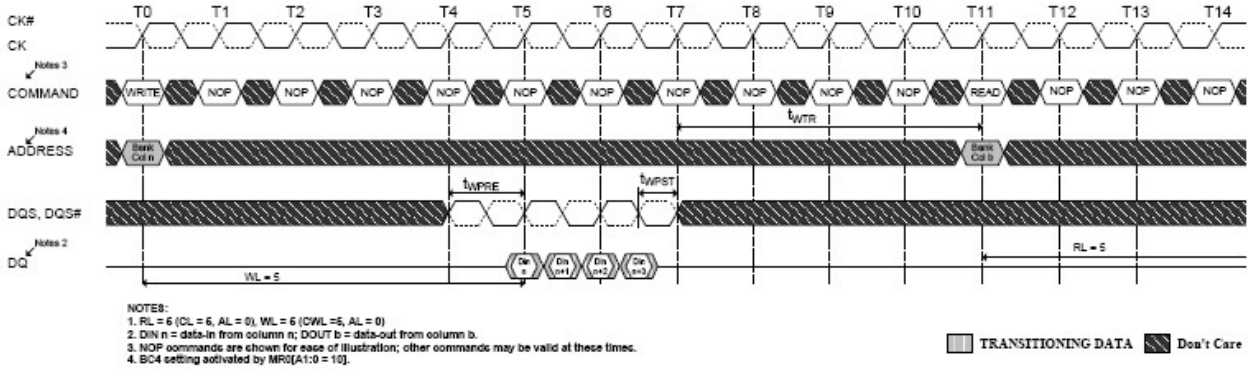 T0 T1 T2 T3 T4 T5 T6 T7 T8 T9 T10 T11 T12 T13 T14
CK#
CK
Notes 3
COMMAND WRITE NOP NOP NOP NOP NOP NOP NOP NOP NOP NOP READ NOP NOP NOP
tWTR
Notes 4
ADDRESS Bank Col n Bank Col b
tWPRE tWPST
DQS, DQS#
Notes 2
DQ Din n Din n+1 Din n+2 Din n+3 RL = 5
WL = 5
NOTES:
1. RL = 5 (CL = 5, AL = 0), WL = 5 (CWL =5, AL = 0)
2. DIN n = data-in from column n; DOUT b = data-out from column b.
3. NOP commands are shown for ease of illustration; other commands may be valid at these times.
4. BC4 setting activated by MR0[A1:0 = 10].
TRANSITIONING DATA Don't Care